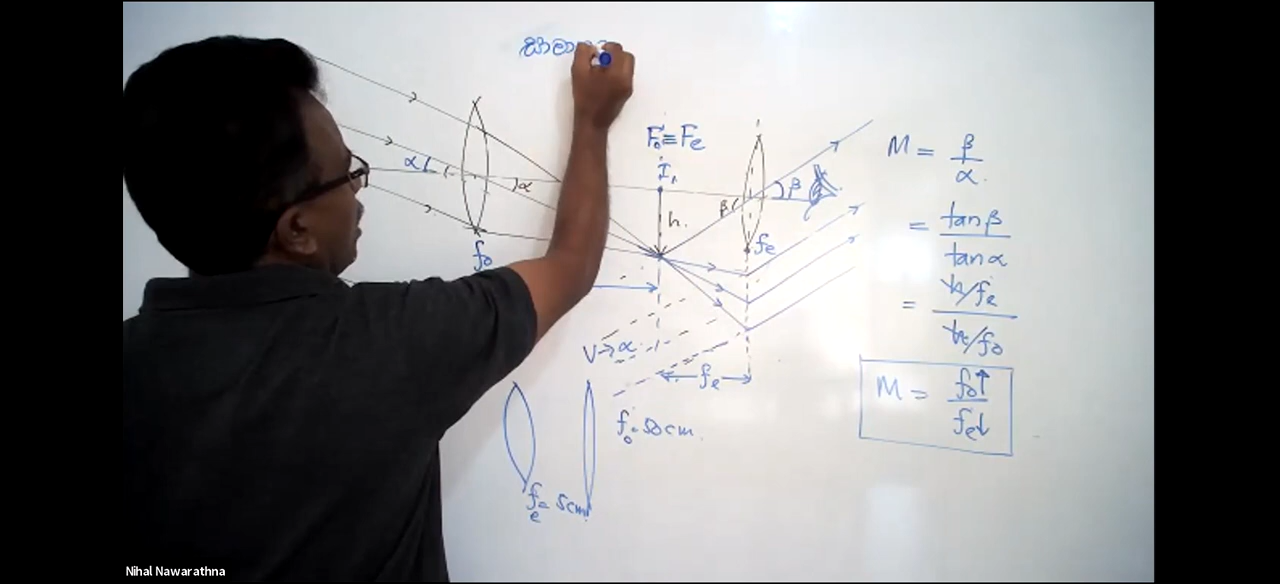 F₀≡Fₑ
I₁
α
α
h.
β
β
f₀
fₑ
V→α
fₑ
f₀=50cm.
fₑ=5cm
M = β/α.
= tanβ/tanα
= h/fₑ / h/f₀
M = f₀↑/fₑ↓
Nihal Nawarathna